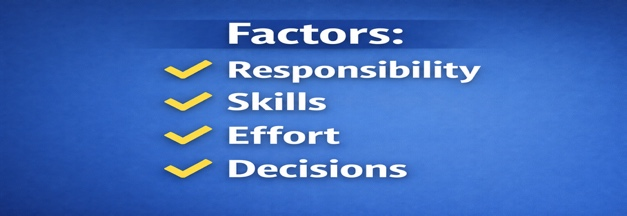 Factors:
Responsibility
Skills
Effort
Decisions